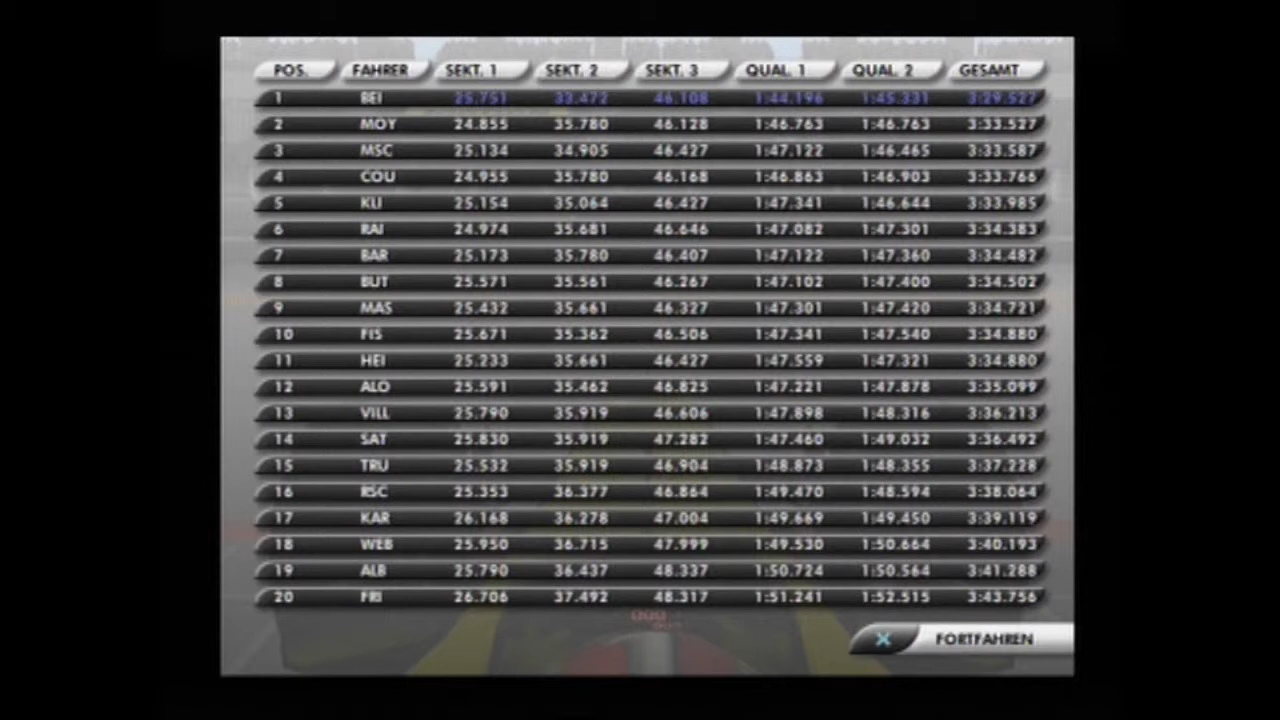 POS. FAHRER SEKT. 1 SEKT. 2 SEKT. 3 QUAL. 1 QUAL. 2 GESAMT
1 BEI 25.751 33.472 46.108 1:44.196 1:45.331 3:29.527
2 MOY 24.855 35.780 46.128 1:46.763 1:46.763 3:33.527
3 MSC 25.134 34.905 46.427 1:47.122 1:46.465 3:33.587
4 COU 24.955 35.780 46.168 1:46.863 1:46.903 3:33.766
5 KLI 25.154 35.064 46.427 1:47.341 1:46.644 3:33.985
6 RAI 24.974 35.681 46.646 1:47.082 1:47.301 3:34.383
7 BAR 25.173 35.780 46.407 1:47.122 1:47.360 3:34.482
8 BUT 25.571 35.561 46.267 1:47.102 1:47.400 3:34.502
9 MAS 25.432 35.661 46.327 1:47.301 1:47.420 3:34.721
10 FIS 25.671 35.362 46.506 1:47.341 1:47.540 3:34.880
11 HEI 25.233 35.661 46.427 1:47.559 1:47.321 3:34.880
12 ALO 25.591 35.462 46.825 1:47.221 1:47.878 3:35.099
13 VILL 25.790 35.919 46.606 1:47.898 1:48.316 3:36.213
14 SAT 25.830 35.919 47.282 1:47.460 1:49.032 3:36.492
15 TRU 25.532 35.919 46.904 1:48.873 1:48.355 3:37.228
16 RSC 25.353 36.377 46.864 1:49.470 1:48.594 3:38.064
17 KAR 26.168 36.278 47.004 1:49.669 1:49.450 3:39.119
18 WEB 25.950 36.715 47.999 1:49.530 1:50.664 3:40.193
19 ALB 25.790 36.437 48.337 1:50.724 1:50.564 3:41.288
20 FRI 26.706 37.492 48.317 1:51.241 1:52.515 3:43.756
X FORTFAHREN